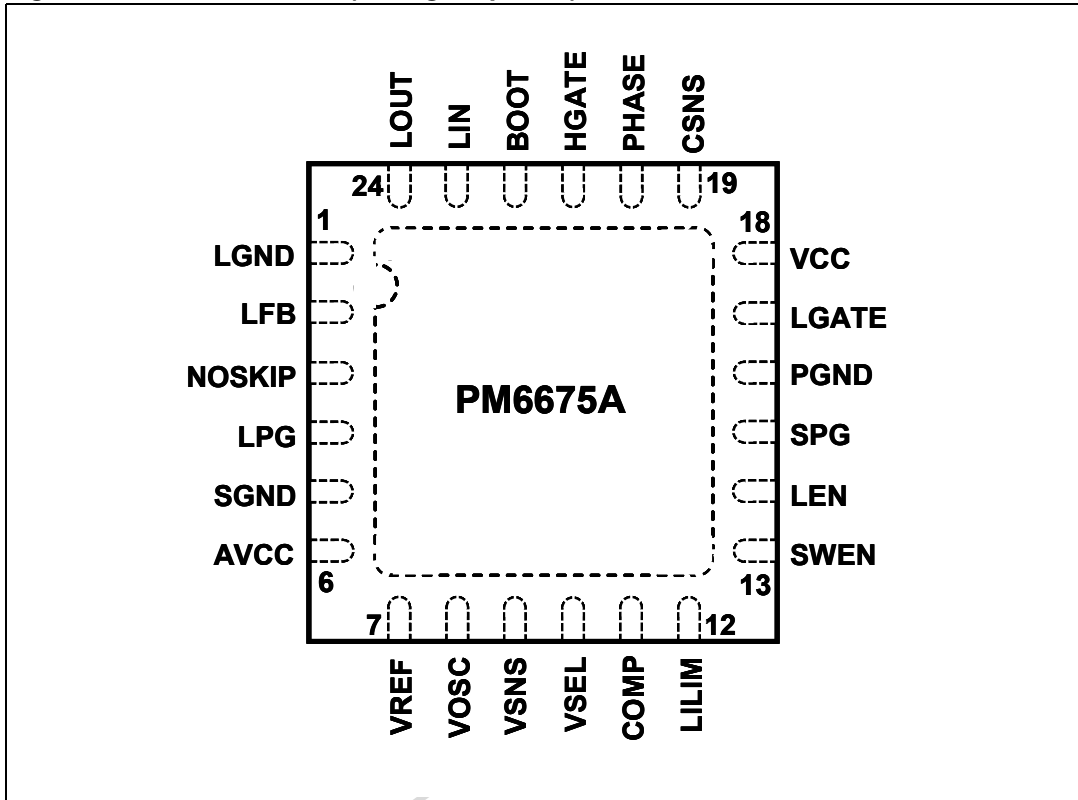 LOUT
LIN
BOOT
HGATE
PHASE
CSNS
24
19
1
18
LGND
VCC
LFB
LGATE
NOSKIP
PGND
PM6675A
LPG
SPG
SGND
LEN
AVCC
SWEN
6
13
7
12
VREF
VOSC
VSNS
VSEL
COMP
LILIM